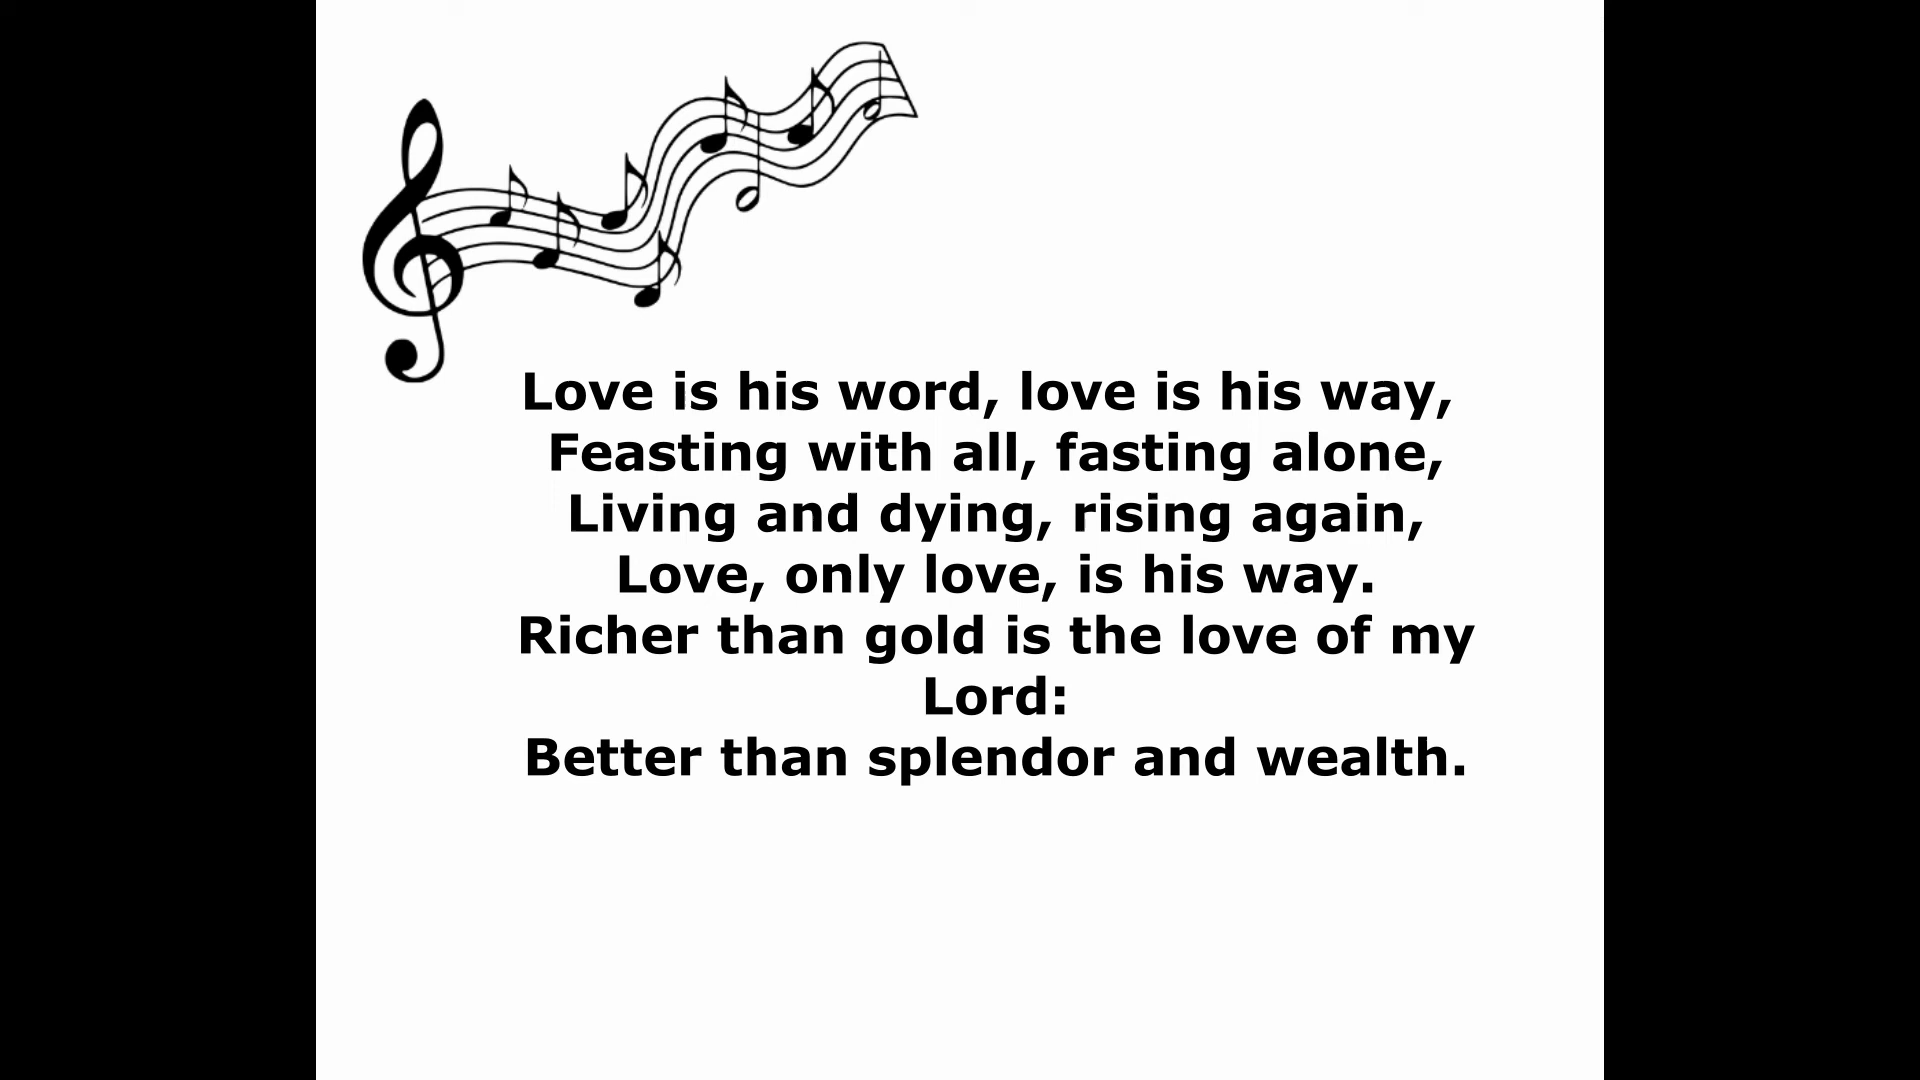 Love is his word, love is his way,
Feasting with all, fasting alone,
Living and dying, rising again,
Love, only love, is his way.
Richer than gold is the love of my
Lord:
Better than splendor and wealth.